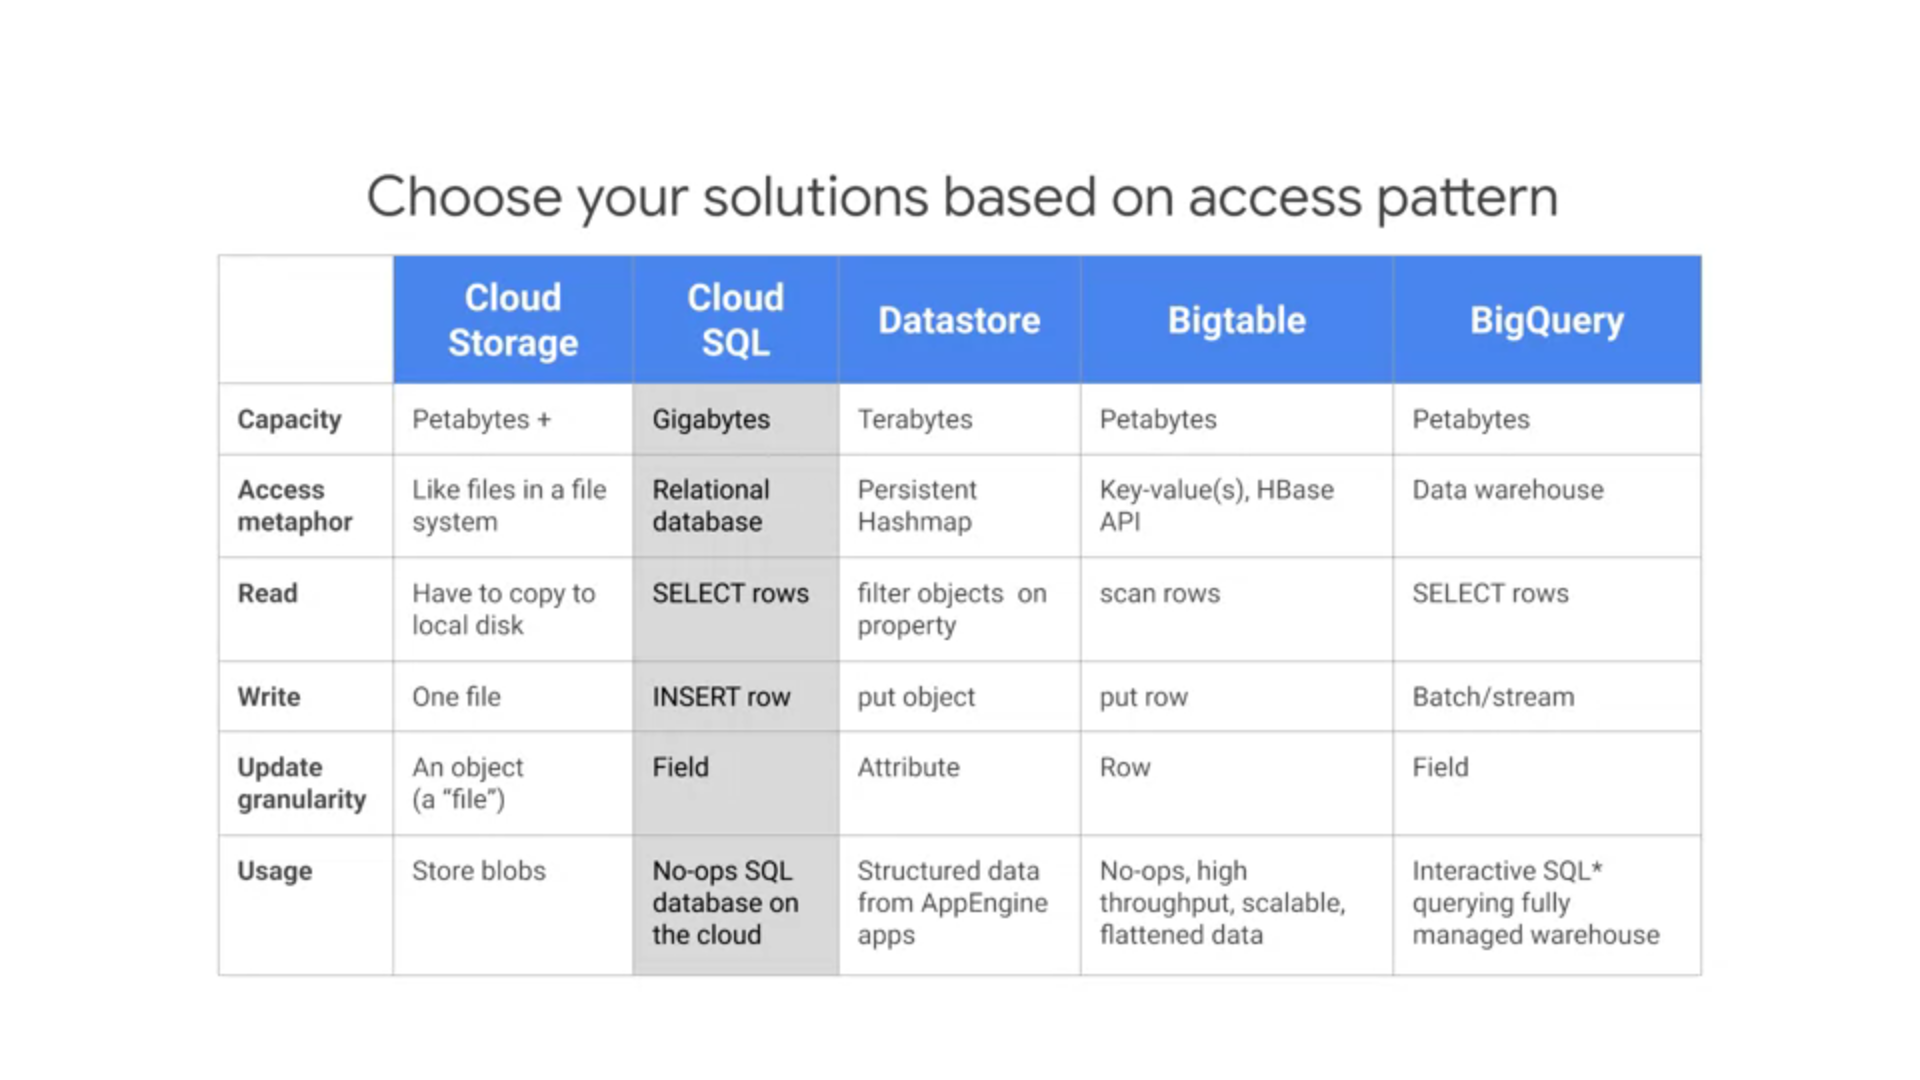 Choose your solutions based on access pattern
Cloud
Storage
Cloud
SQL
Datastore
Bigtable
BigQuery
Capacity
Petabytes +
Gigabytes
Terabytes
Petabytes
Petabytes
Access
metaphor
Like files in a file
system
Relational
database
Persistent
Hashmap
Key-value(s), HBase
API
Data warehouse
Read
Have to copy to
local disk
SELECT rows
filter objects on
property
scan rows
SELECT rows
Write
One file
INSERT row
put object
put row
Batch/stream
Update
granularity
An object
(a “file”)
Field
Attribute
Row
Field
Usage
Store blobs
No-ops SQL
database on
the cloud
Structured data
from AppEngine
apps
No-ops, high
throughput, scalable,
flattened data
Interactive SQL*
querying fully
managed warehouse